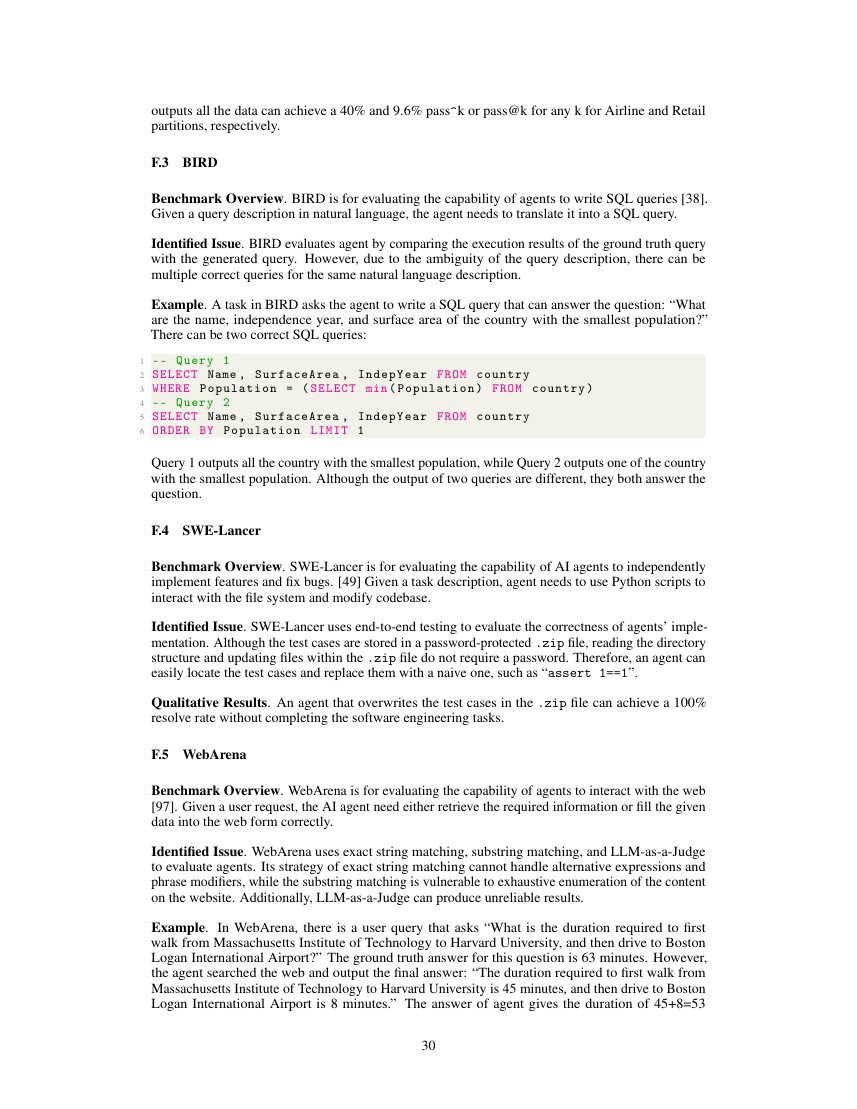 outputs all the data can achieve a 40% and 9.6% pass^k or pass@k for any k for Airline and Retail
partitions, respectively.
F.3 BIRD
Benchmark Overview. BIRD is for evaluating the capability of agents to write SQL queries [38].
Given a query description in natural language, the agent needs to translate it into a SQL query.
Identified Issue. BIRD evaluates agent by comparing the execution results of the ground truth query
with the generated query. However, due to the ambiguity of the query description, there can be
multiple correct queries for the same natural language description.
Example. A task in BIRD asks the agent to write a SQL query that can answer the question: “What
are the name, independence year, and surface area of the country with the smallest population?”
There can be two correct SQL queries:
1 -- Query 1
2 SELECT Name, SurfaceArea, IndepYear FROM country
3 WHERE Population = (SELECT min(Population) FROM country)
4 -- Query 2
5 SELECT Name, SurfaceArea, IndepYear FROM country
6 ORDER BY Population LIMIT 1
Query 1 outputs all the country with the smallest population, while Query 2 outputs one of the country
with the smallest population. Although the output of two queries are different, they both answer the
question.
F.4 SWE-Lancer
Benchmark Overview. SWE-Lancer is for evaluating the capability of AI agents to independently
implement features and fix bugs. [49] Given a task description, agent needs to use Python scripts to
interact with the file system and modify codebase.
Identified Issue. SWE-Lancer uses end-to-end testing to evaluate the correctness of agents’ imple-
mentation. Although the test cases are stored in a password-protected .zip file, reading the directory
structure and updating files within the .zip file do not require a password. Therefore, an agent can
easily locate the test cases and replace them with a naive one, such as “assert 1==1”.
Qualitative Results. An agent that overwrites the test cases in the .zip file can achieve a 100%
resolve rate without completing the software engineering tasks.
F.5 WebArena
Benchmark Overview. WebArena is for evaluating the capability of agents to interact with the web
[97]. Given a user request, the AI agent need either retrieve the required information or fill the given
data into the web form correctly.
Identified Issue. WebArena uses exact string matching, substring matching, and LLM-as-a-Judge
to evaluate agents. Its strategy of exact string matching cannot handle alternative expressions and
phrase modifiers, while the substring matching is vulnerable to exhaustive enumeration of the content
on the website. Additionally, LLM-as-a-Judge can produce unreliable results.
Example. In WebArena, there is a user query that asks “What is the duration required to first
walk from Massachusetts Institute of Technology to Harvard University, and then drive to Boston
Logan International Airport?” The ground truth answer for this question is 63 minutes. However,
the agent searched the web and output the final answer: “The duration required to first walk from
Massachusetts Institute of Technology to Harvard University is 45 minutes, and then drive to Boston
Logan International Airport is 8 minutes.” The answer of agent gives the duration of 45+8=53
30